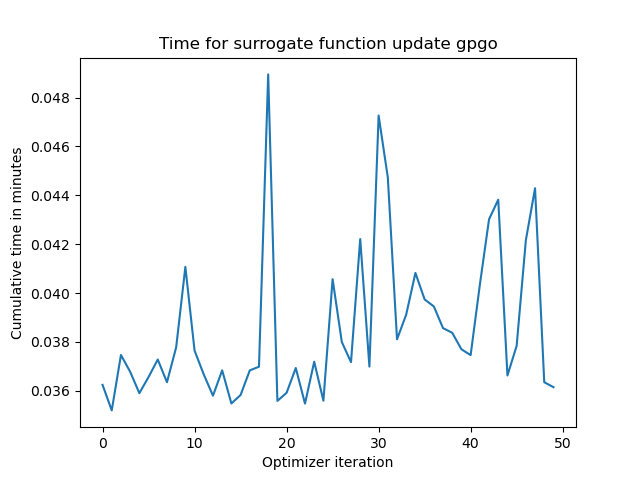 Time for surrogate function update gpgo
0.048
0.046
0.044
0.042
0.040
0.038
0.036
Cumulative time in minutes
0 10 20 30 40 50
Optimizer iteration